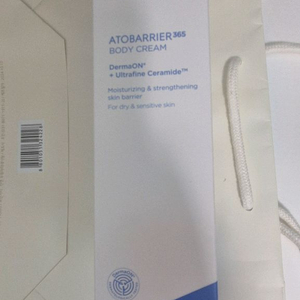 ATOBARRIER365
BODY CREAM
DermaON®
+ Ultrafine Ceramide™
Moisturizing & strengthening
skin barrier
For dry & sensitive skin